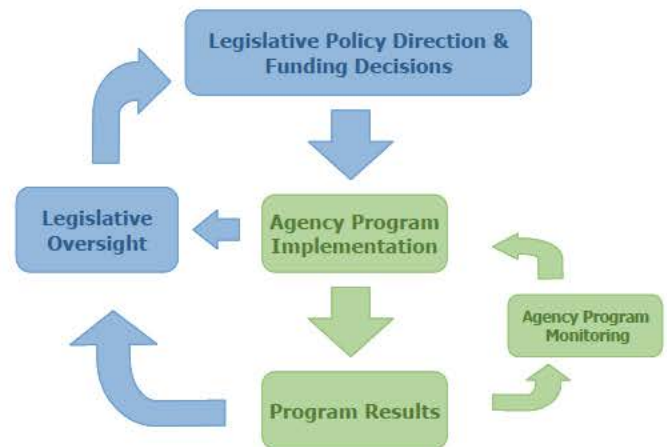 Legislative Policy Direction &
Funding Decisions
Legislative
Oversight
Agency Program
Implementation
Agency Program
Monitoring
Program Results